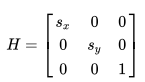 H = [ s_x 0 0
0 s_y 0
0 0 1 ]